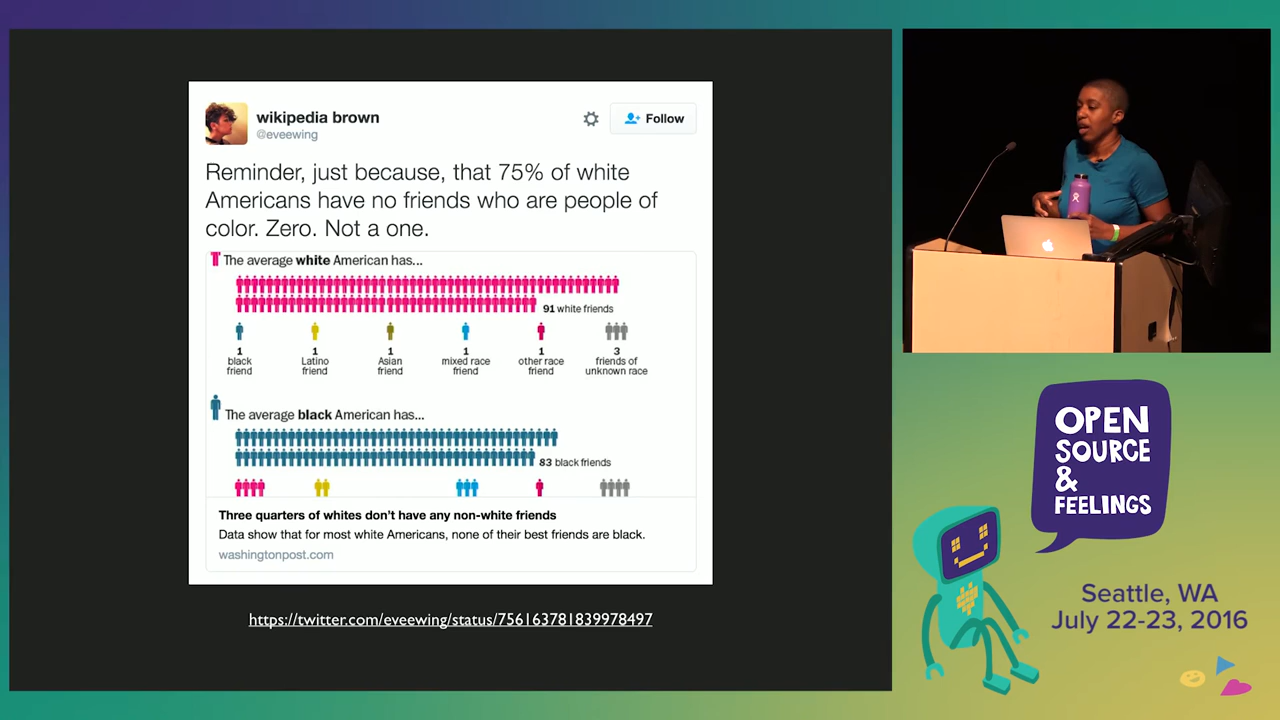 wikipedia brown
@eveewing
Follow
Reminder, just because, that 75% of white
Americans have no friends who are people of
color. Zero. Not a one.
The average white American has...
91 white friends
1 black friend
1 Latino friend
1 Asian friend
1 mixed race friend
1 other race friend
3 friends of unknown race
The average black American has...
83 black friends
Three quarters of whites don't have any non-white friends
Data show that for most white Americans, none of their best friends are black.
washingtonpost.com
https://twitter.com/eveewing/status/756163781839978497
OPEN
SOURCE
&
FEELINGS
Seattle, WA
July 22-23, 2016